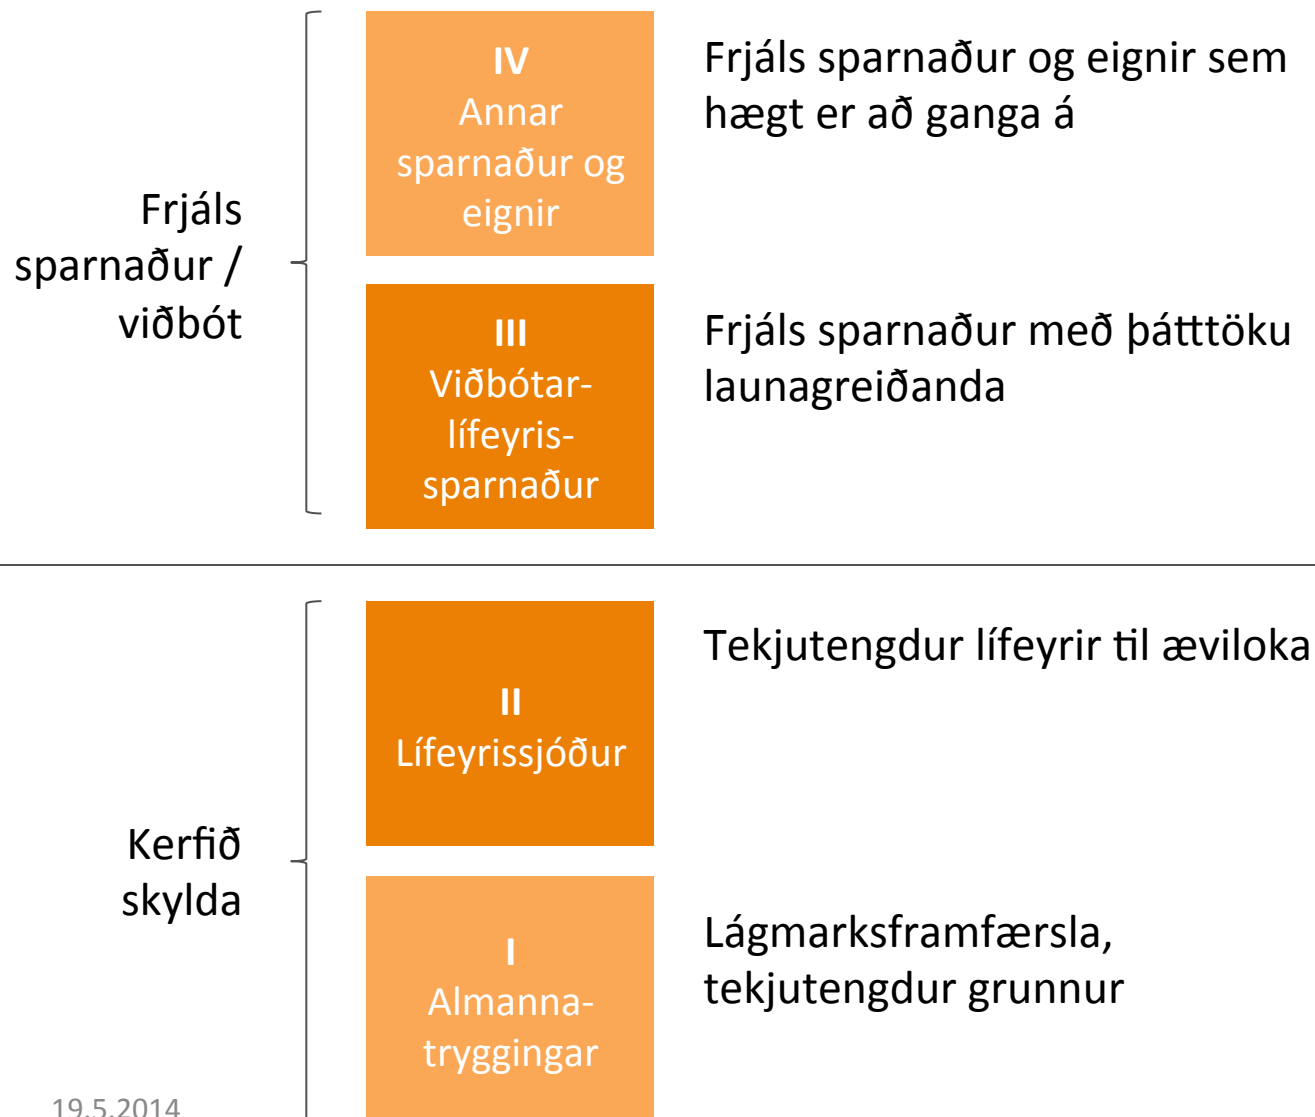 IV
Annar
sparnaður og
eignir
Frjáls sparnaður og eignir sem
hægt er að ganga á
Frjáls
sparnaður /
viðbót
III
Viðbótar-
lífeyris-
sparnaður
Frjáls sparnaður með þátttöku
launagreiðanda
II
Lífeyrissjóður
Tekjutengdur lífeyrir til æviloka
Kerfið
skylda
I
Almanna-
tryggingar
Lágmarksframfærsla,
tekjutengdur grunnur
19.5.2014